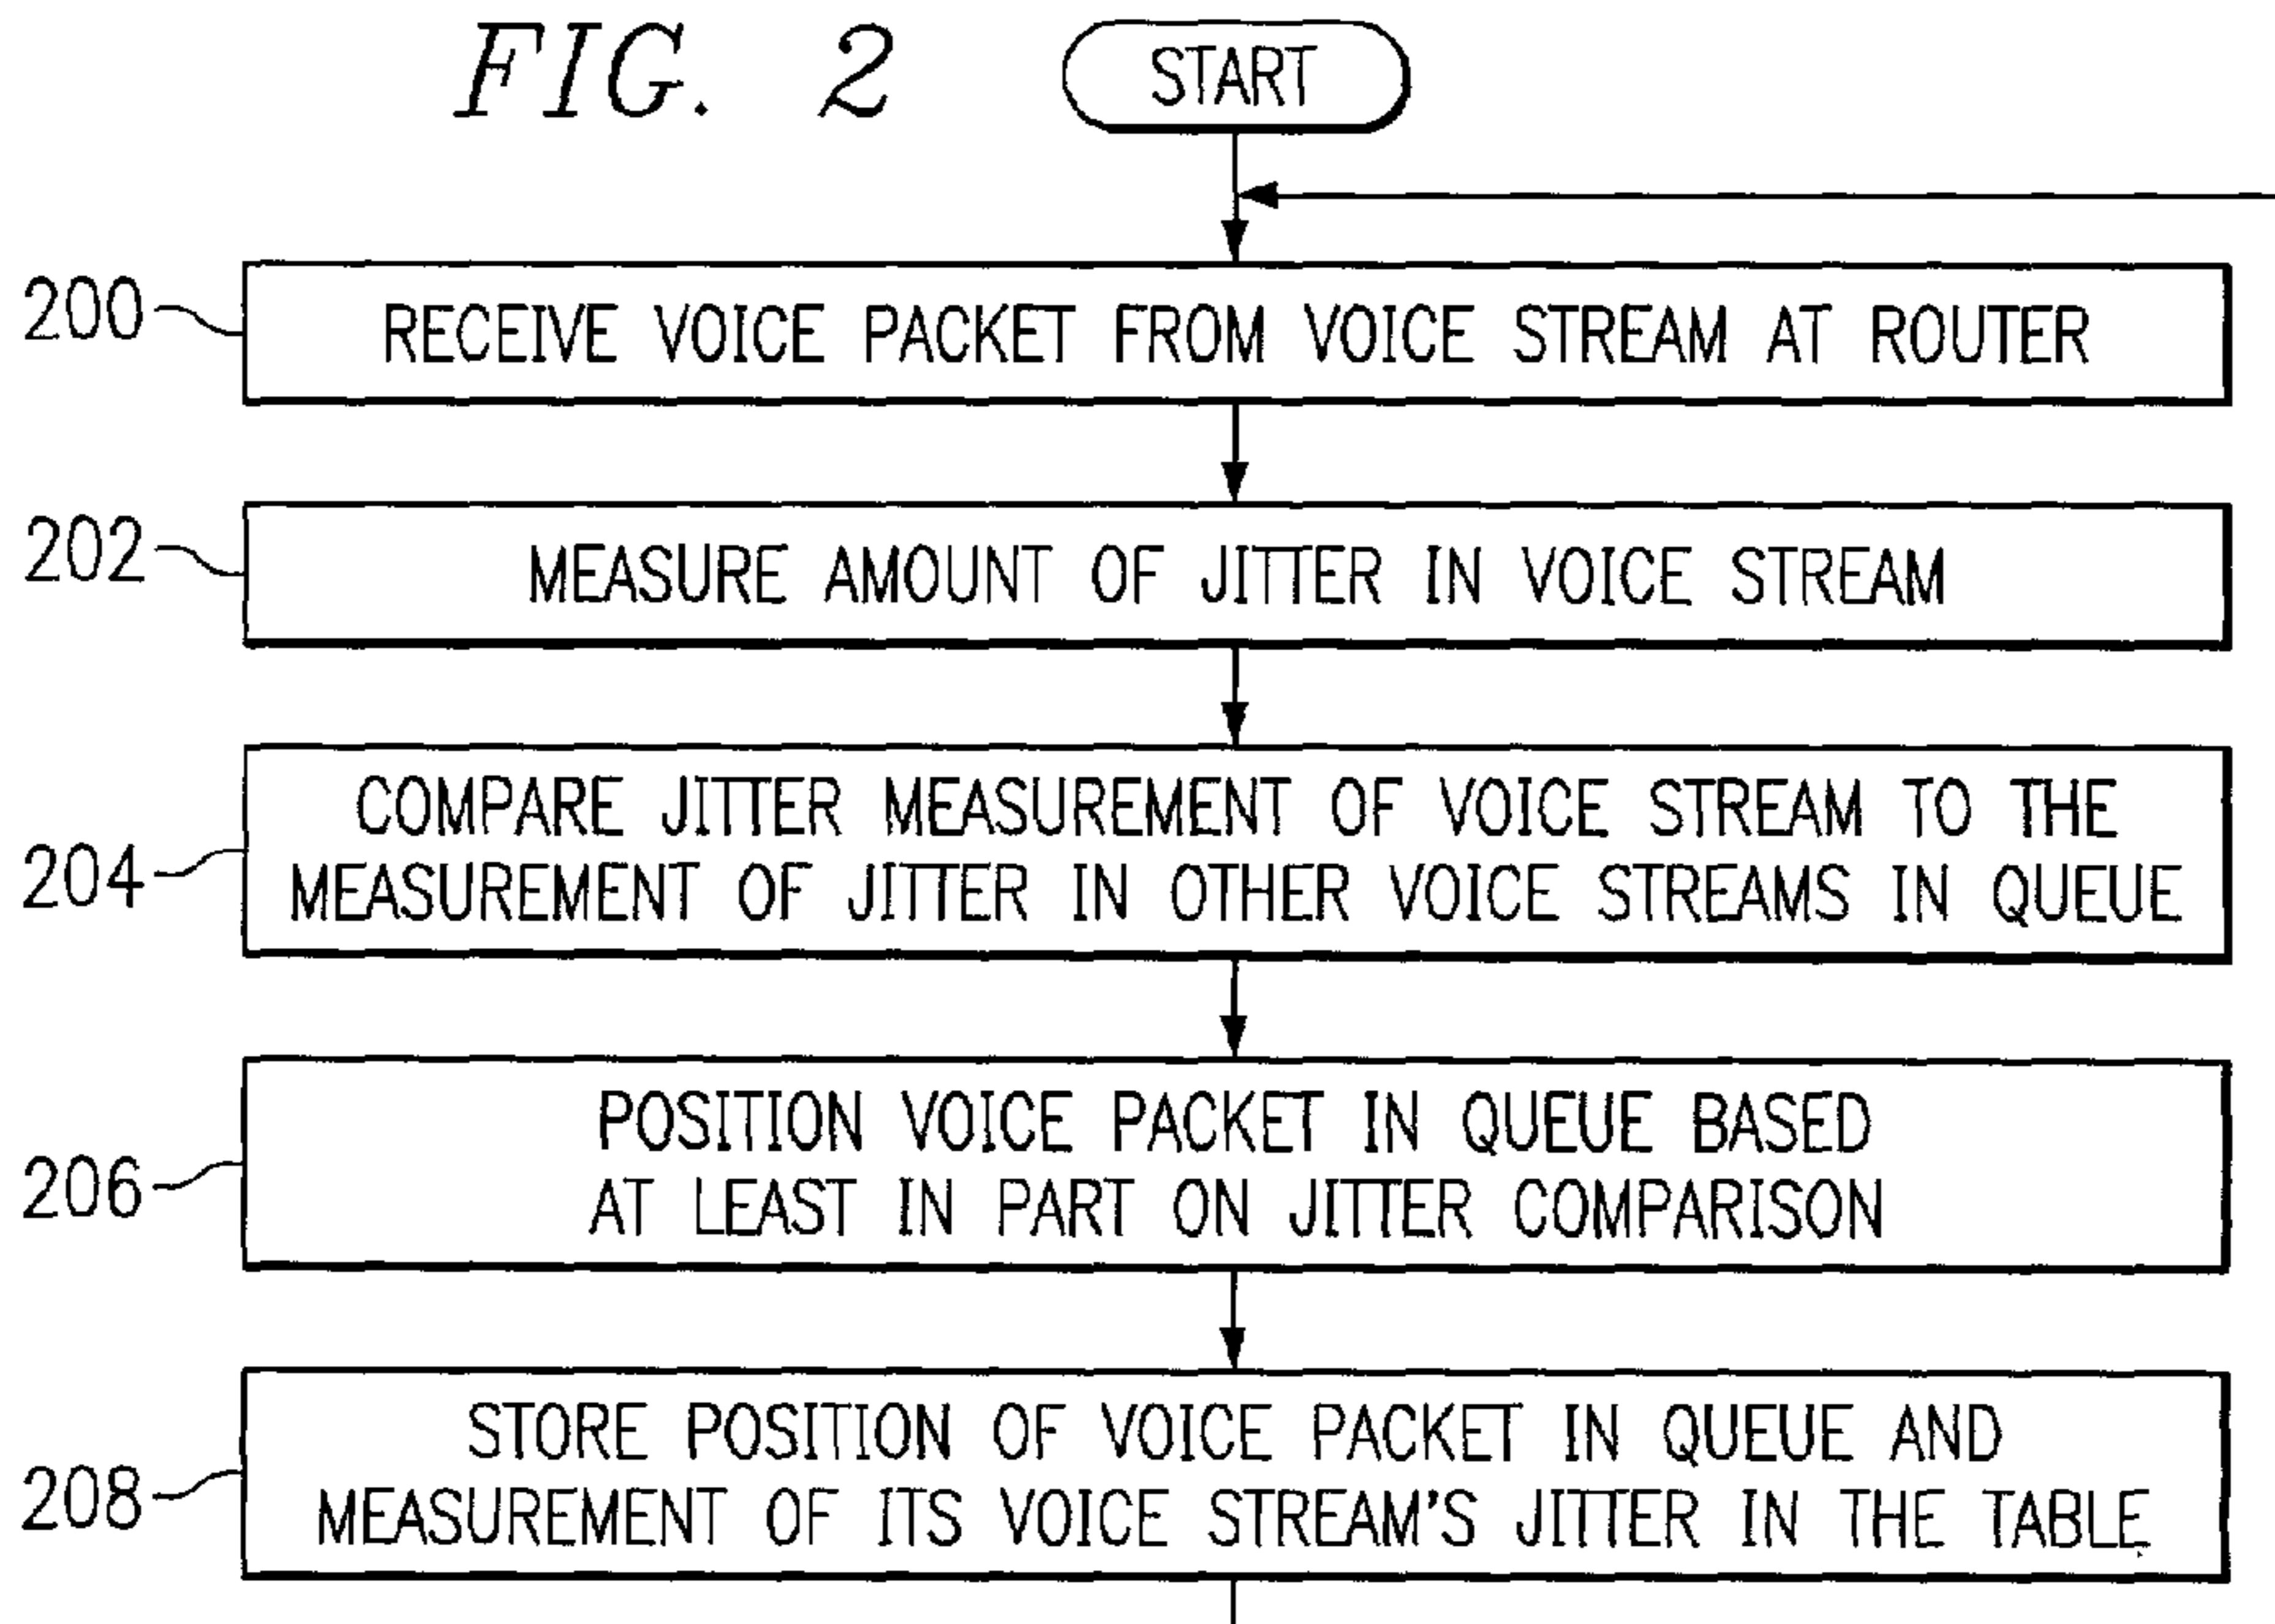 FIG. 2
START
200
RECEIVE VOICE PACKET FROM VOICE STREAM AT ROUTER
202
MEASURE AMOUNT OF JITTER IN VOICE STREAM
204
COMPARE JITTER MEASUREMENT OF VOICE STREAM TO THE
MEASUREMENT OF JITTER IN OTHER VOICE STREAMS IN QUEUE
206
POSITION VOICE PACKET IN QUEUE BASED
AT LEAST IN PART ON JITTER COMPARISON
208
STORE POSITION OF VOICE PACKET IN QUEUE AND
MEASUREMENT OF ITS VOICE STREAM'S JITTER IN THE TABLE